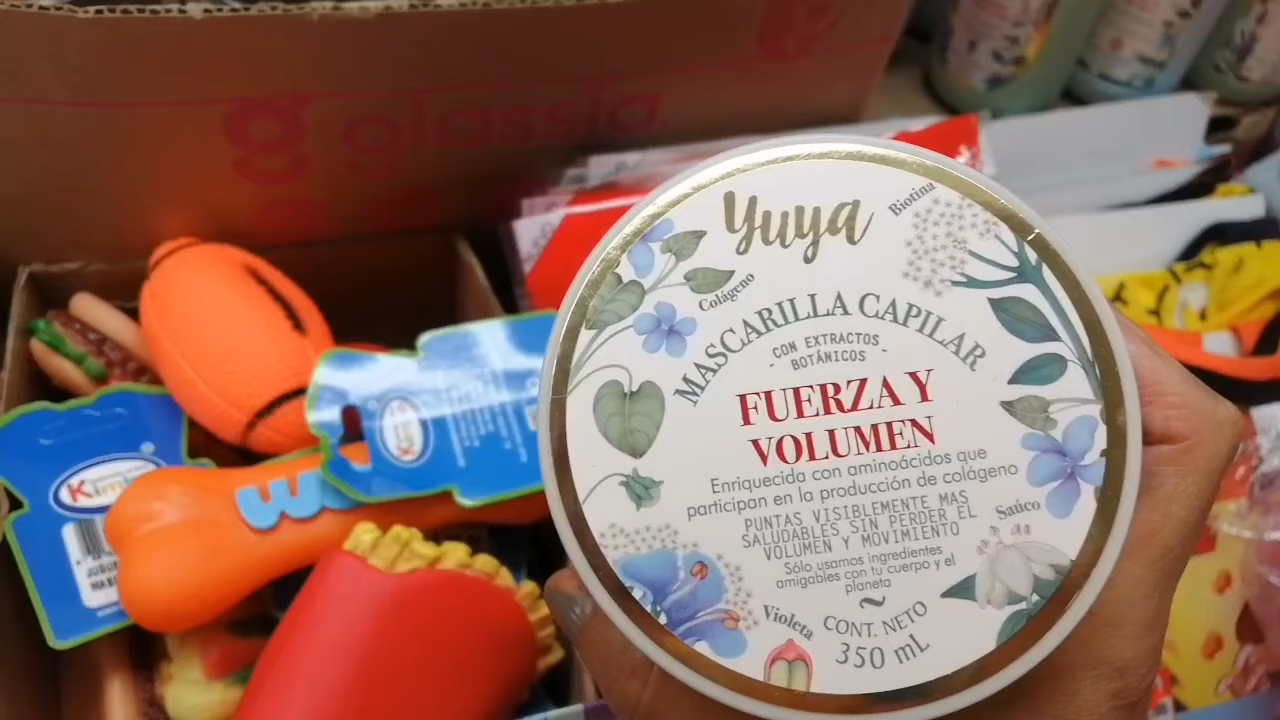 glassia
Yuya
Biotina
Colágeno
MASCARILLA CAPILAR
CON EXTRACTOS
- BOTÁNICOS -
FUERZA Y
VOLUMEN
Enriquecida con aminoácidos que
participan en la producción de colágeno
PUNTAS VISIBLEMENTE MAS
SALUDABLES SIN PERDER EL
VOLUMEN Y MOVIMIENTO
Saúco
Sólo usamos ingredientes
amigables con tu cuerpo y el
planeta
Violeta
CONT. NETO
350 mL